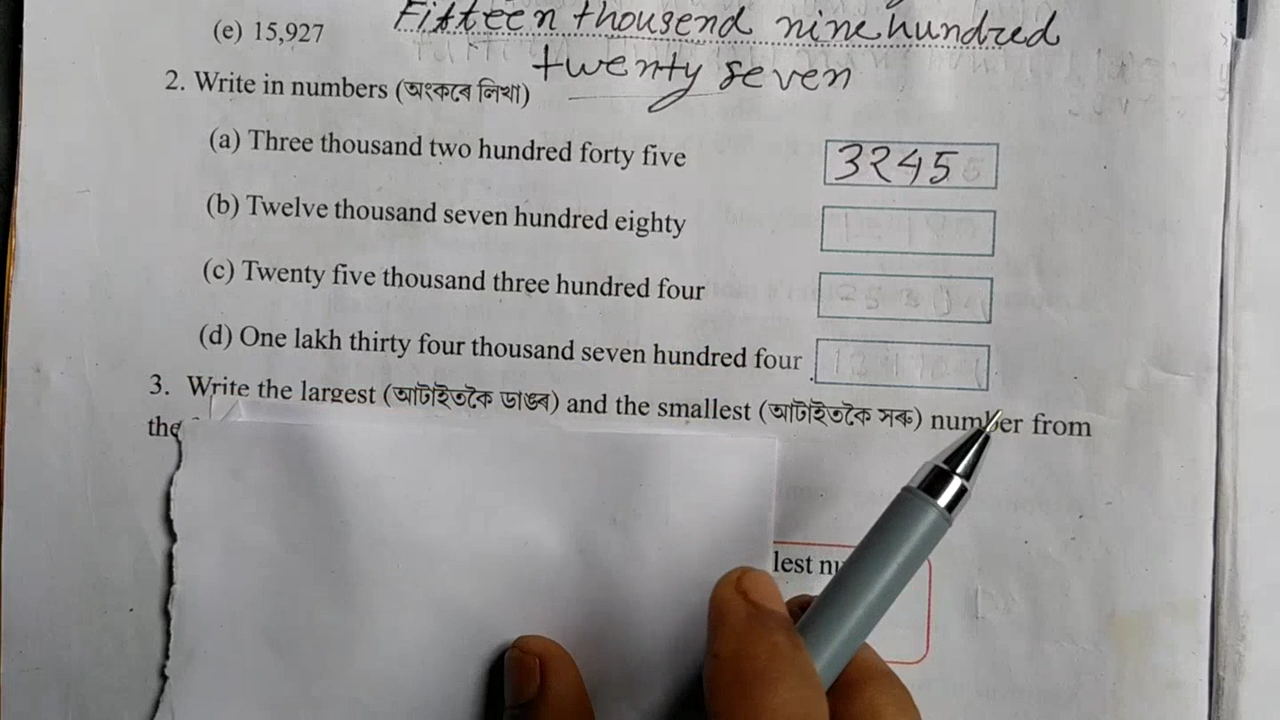 (e) 15,927 Fifteen thousend nine hundred
twenty seven
2. Write in numbers (অংকৰে লিখা)
(a) Three thousand two hundred forty five 3245
(b) Twelve thousand seven hundred eighty
(c) Twenty five thousand three hundred four
(d) One lakh thirty four thousand seven hundred four
3. Write the largest (আটাইতকৈ ডাঙৰ) and the smallest (আটাইতকৈ সৰু) number from
the